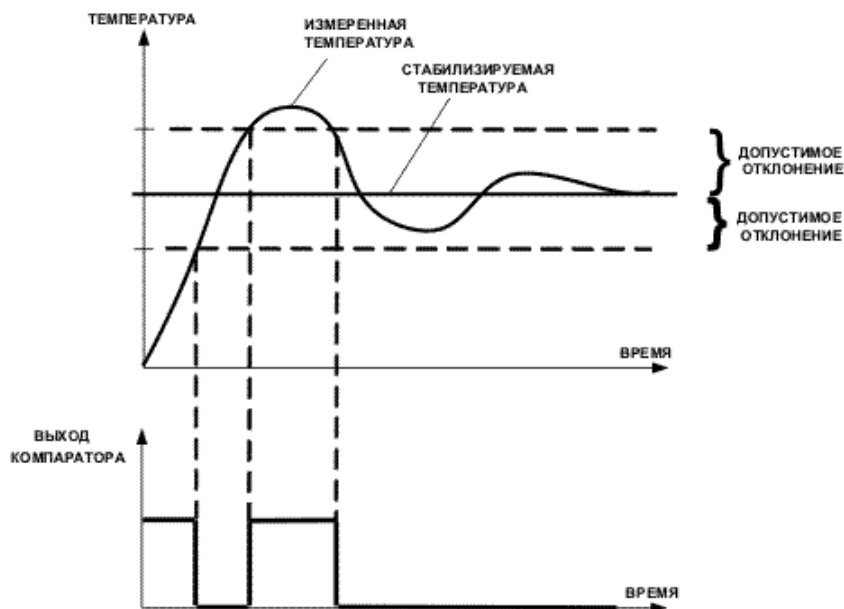 ТЕМПЕРАТУРА
ИЗМЕРЕННАЯ
ТЕМПЕРАТУРА
СТАБИЛИЗИРУЕМАЯ
ТЕМПЕРАТУРА
ДОПУСТИМОЕ
ОТКЛОНЕНИЕ
ДОПУСТИМОЕ
ОТКЛОНЕНИЕ
ВРЕМЯ
ВЫХОД
КОМПАРАТОРА
ВРЕМЯ